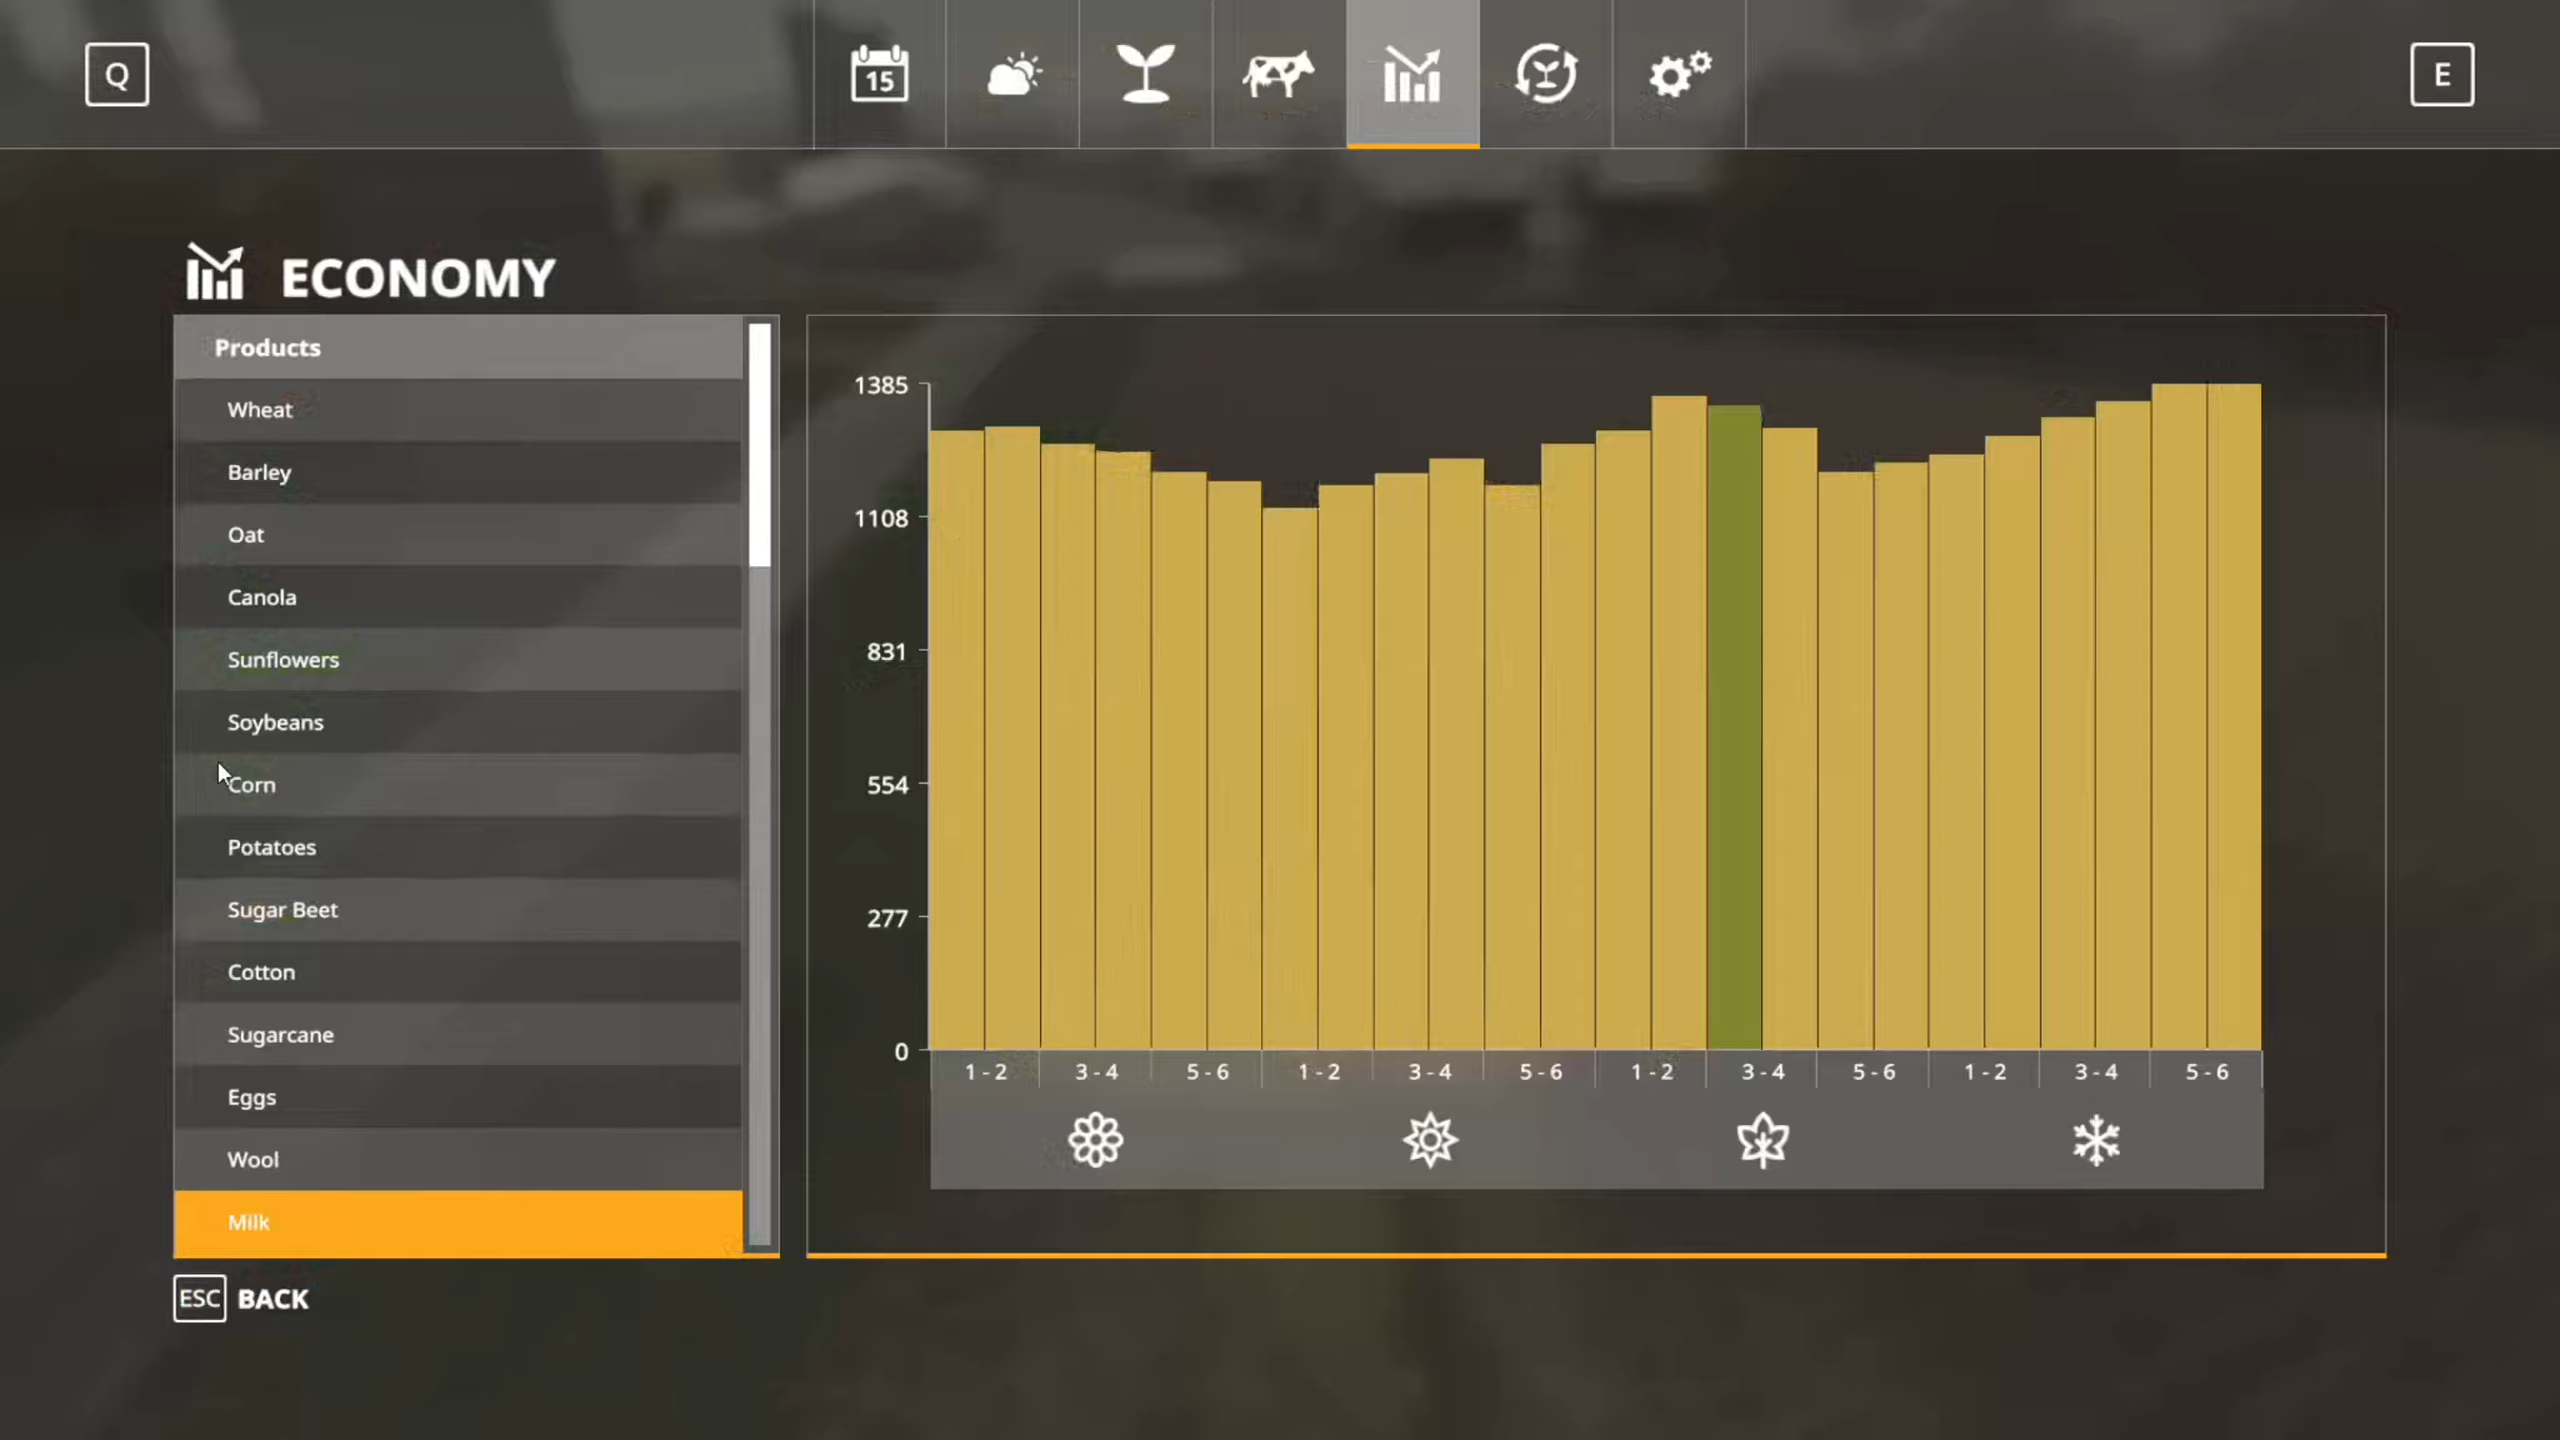 Q
15
E
ECONOMY
Products
Wheat
Barley
Oat
Canola
Sunflowers
Soybeans
Corn
Potatoes
Sugar Beet
Cotton
Sugarcane
Eggs
Wool
Milk
1385
1108
831
554
277
0
1 - 2 3 - 4 5 - 6 1 - 2 3 - 4 5 - 6 1 - 2 3 - 4 5 - 6 1 - 2 3 - 4 5 - 6
ESC BACK